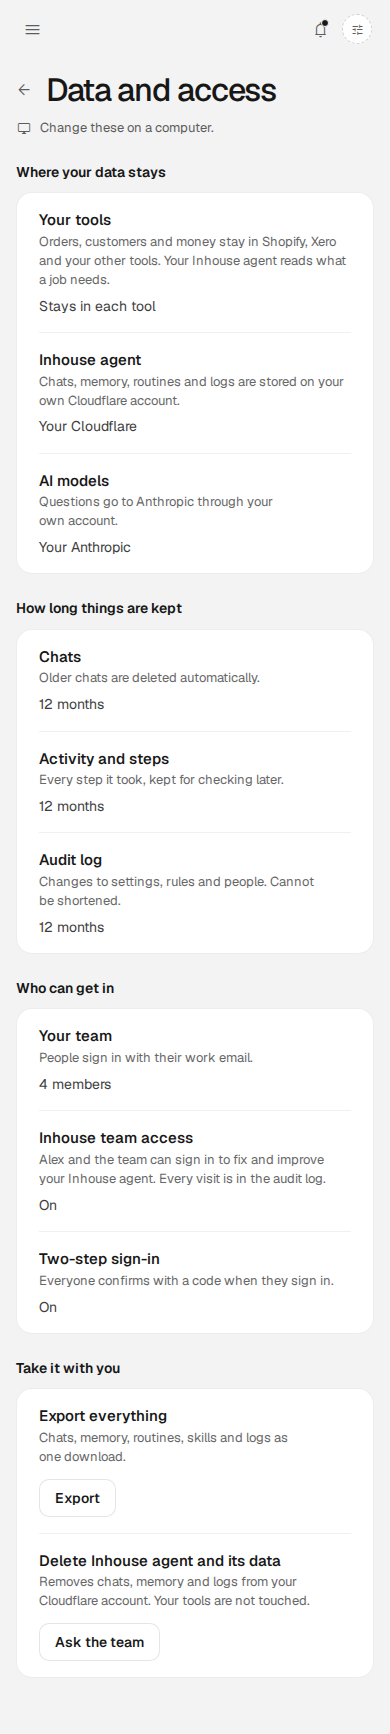 Data and access
Change these on a computer.
Where your data stays
Your tools
Orders, customers and money stay in Shopify, Xero
and your other tools. Your Inhouse agent reads what
a job needs.
Stays in each tool
Inhouse agent
Chats, memory, routines and logs are stored on your
own Cloudflare account.
Your Cloudflare
AI models
Questions go to Anthropic through your
own account.
Your Anthropic
How long things are kept
Chats
Older chats are deleted automatically.
12 months
Activity and steps
Every step it took, kept for checking later.
12 months
Audit log
Changes to settings, rules and people. Cannot
be shortened.
12 months
Who can get in
Your team
People sign in with their work email.
4 members
Inhouse team access
Alex and the team can sign in to fix and improve
your Inhouse agent. Every visit is in the audit log.
On
Two-step sign-in
Everyone confirms with a code when they sign in.
On
Take it with you
Export everything
Chats, memory, routines, skills and logs as
one download.
Export
Delete Inhouse agent and its data
Removes chats, memory and logs from your
Cloudflare account. Your tools are not touched.
Ask the team